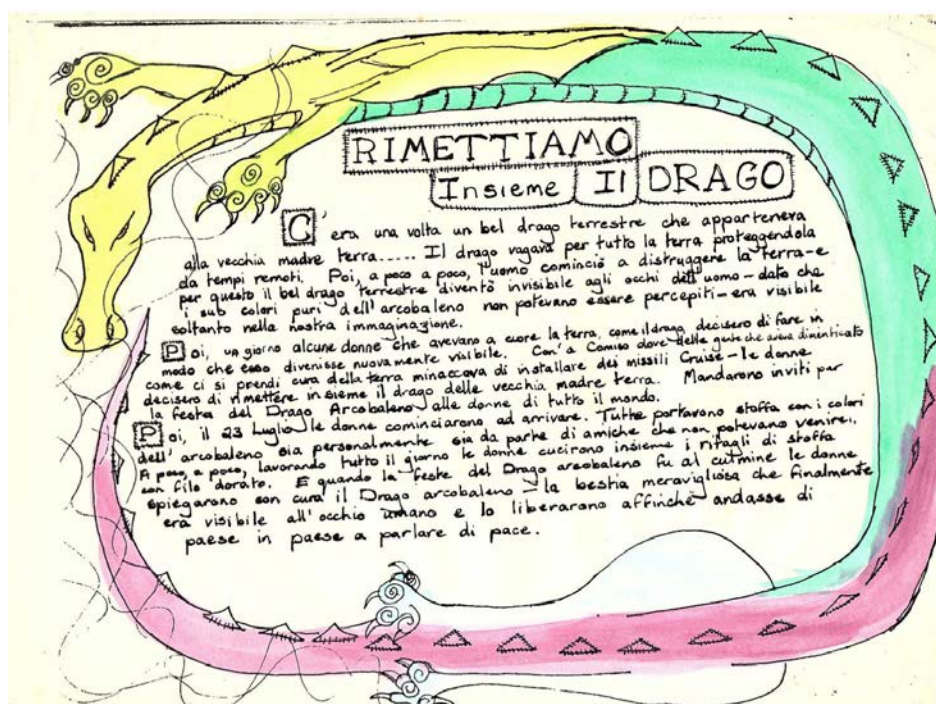 RIMETTIAMO
Insieme Il DRAGO
C'era una volta un bel drago terrestre che apparteneva
alla vecchia madre terra..... Il drago vagava per tutto la terra proteggendola
da tempi remoti. Poi, a poco a poco, l'uomo cominciò a distruggere la terra-e
per questo il bel drago terrestre diventò invisibile agli occhi dell'uomo-dato che
i sub colori puri dell'arcobaleno non potevano essere percepiti-era visibile
soltanto nella nostra immaginazione.
Poi, un giorno alcune donne che avevano a cuore la terra, come il drago, decisero di fare in
modo che esso divenisse nuovamente visibile. Con'a Comiso dove delle gente che aveva dimenticato
come ci si prendi cura della terra minaccava di installare dei missili Cruise-le donne
decisero di rimettere insieme il drago delle vecchia madre terra. Mandarono inviti per
la festa del Drago Arcobaleno alle donne di tutto il mondo.
Poi, il 23 Luglio le donne cominciarono ad arrivare. Tutte portavono stoffa con i colori
dell'arcobaleno sia personalmente sia da parte di amiche che non potevano venire.
A poco, a poco, lavorando tutto il giorno le donne cucirono insieme i ritagli di stoffa
con filo dorato. E quando la feste del Drago arcobaleno fu al culmine le donne
spiegarono con cura il Drago arcobaleno - la bestia meravigliosa che finalmente
era visibile all'occhio umano e lo liberarono affinchè andasse di
paese in paese a parlare di pace.